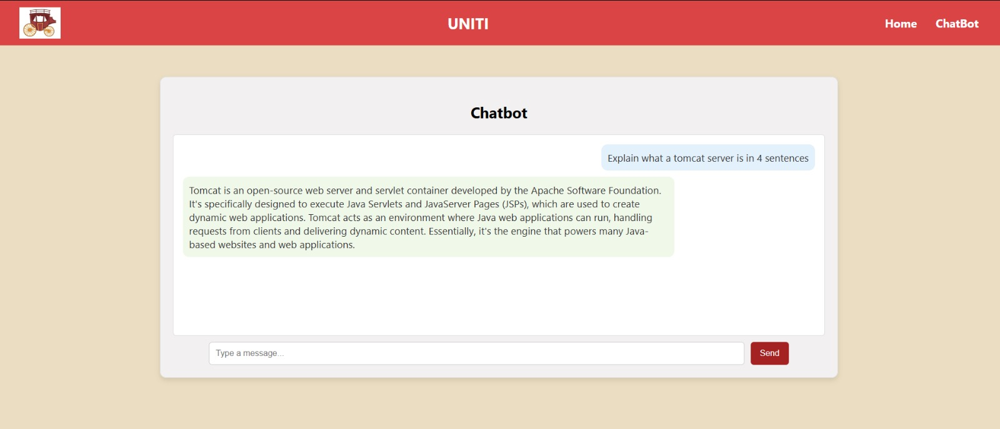 UNITI
Home
ChatBot
Chatbot
Explain what a tomcat server is in 4 sentences
Tomcat is an open-source web server and servlet container developed by the Apache Software Foundation.
It's specifically designed to execute Java Servlets and JavaServer Pages (JSPs), which are used to create
dynamic web applications. Tomcat acts as an environment where Java web applications can run, handling
requests from clients and delivering dynamic content. Essentially, it's the engine that powers many Java-
based websites and web applications.
Type a message...
Send